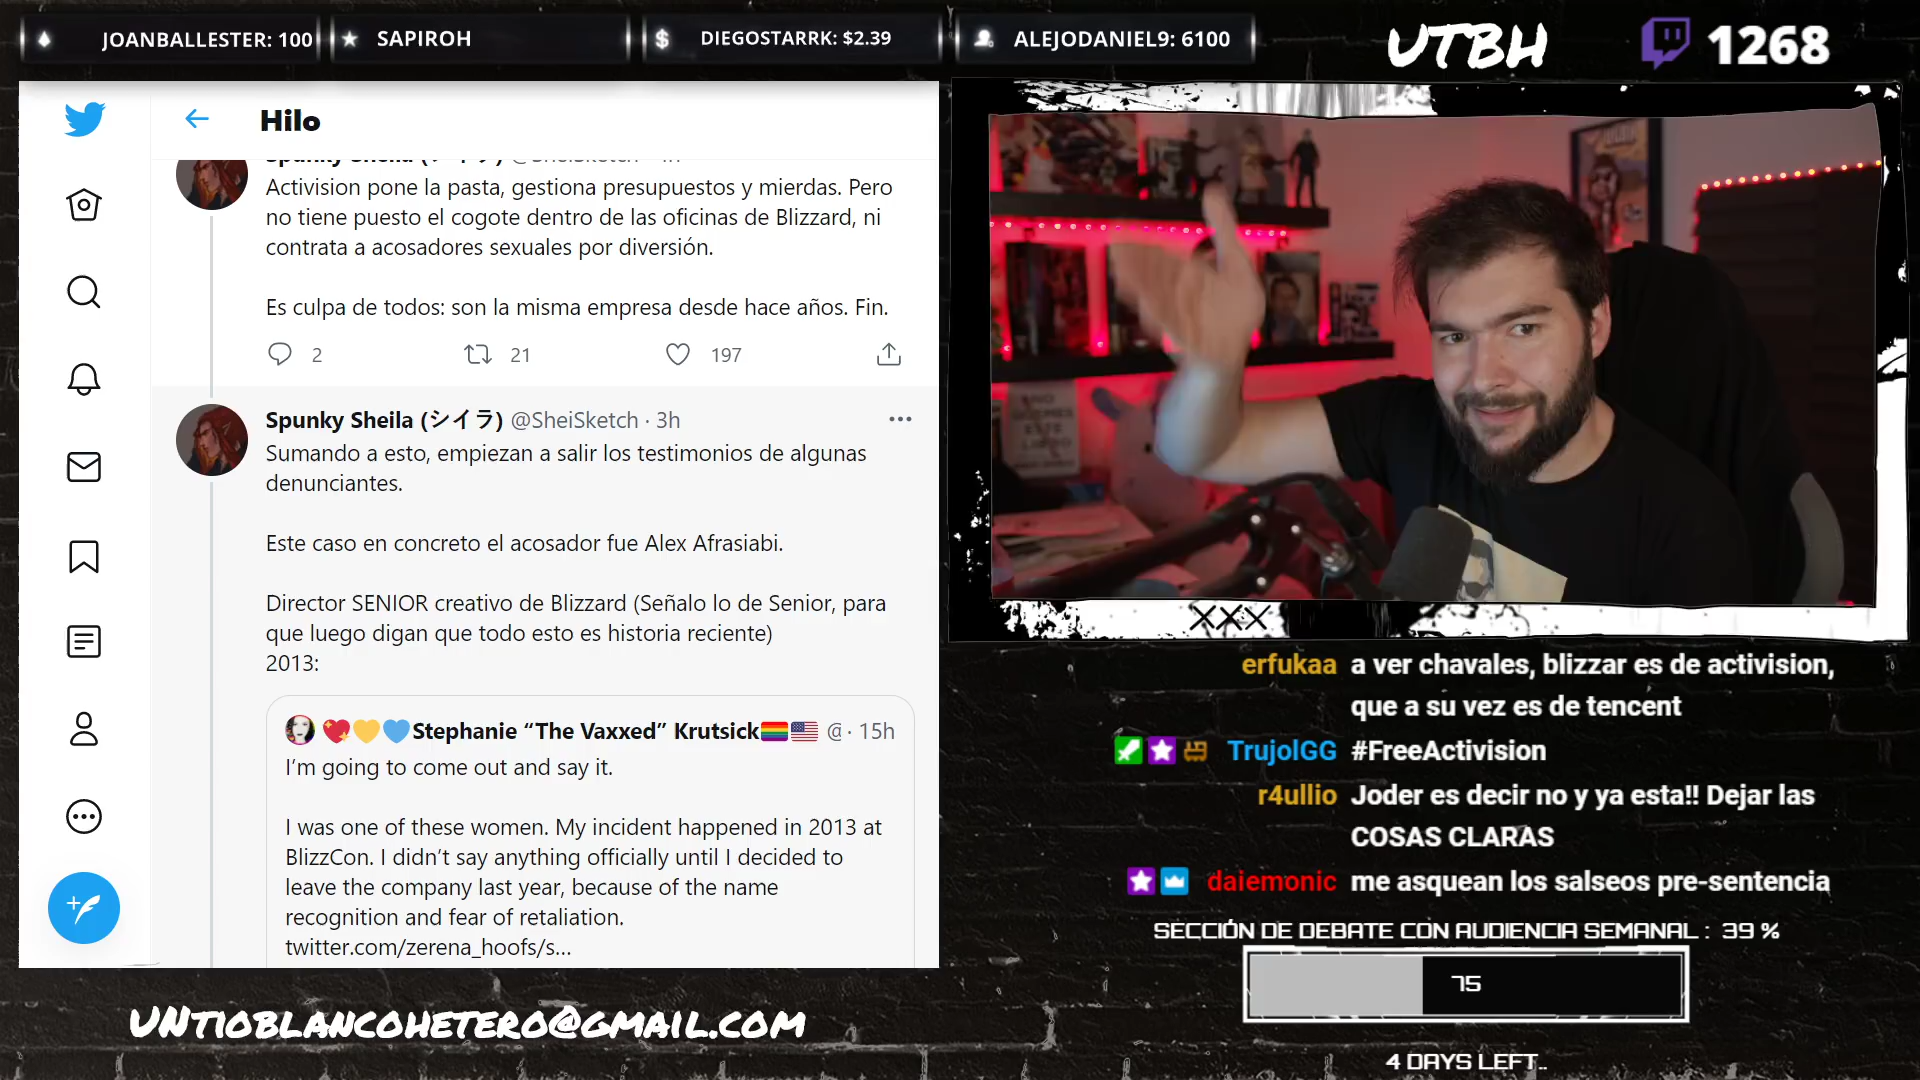 JOANBALLESTER: 100
SAPIROH
DIEGOSTARRK: $2.39
ALEJODANIEL9: 6100
UTBH
1268
Hilo
Spunky Sheila (シイラ) @SheiSketch
Activision pone la pasta, gestiona presupuestos y mierdas. Pero
no tiene puesto el cogote dentro de las oficinas de Blizzard, ni
contrata a acosadores sexuales por diversión.
Es culpa de todos: son la misma empresa desde hace años. Fin.
2
21
197
Spunky Sheila (シイラ) @SheiSketch · 3h
Sumando a esto, empiezan a salir los testimonios de algunas
denunciantes.
Este caso en concreto el acosador fue Alex Afrasiabi.
Director SENIOR creativo de Blizzard (Señalo lo de Senior, para
que luego digan que todo esto es historia reciente)
2013:
Stephanie “The Vaxxed” Krutsick @ · 15h
I’m going to come out and say it.
I was one of these women. My incident happened in 2013 at
BlizzCon. I didn’t say anything officially until I decided to
leave the company last year, because of the name
recognition and fear of retaliation.
twitter.com/zerena_hoofs/s...
XXX
erfukaa a ver chavales, blizzar es de activision,
que a su vez es de tencent
TrujolGG #FreeActivision
r4ullio Joder es decir no y ya esta!! Dejar las
COSAS CLARAS
daiemonic me asquean los salseos pre-sentencia
SECCIÓN DE DEBATE CON AUDIENCIA SEMANAL : 39 %
75
4 DAYS LEFT..
UNTIOBLANCOHETERO@GMAIL.COM